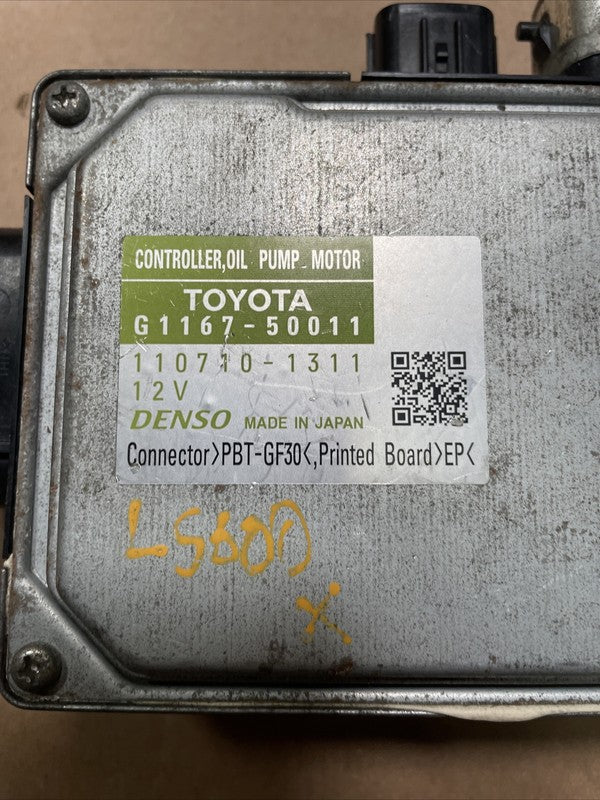 CONTROLLER,OIL PUMP MOTOR
TOYOTA
G1167-50011
110710-1311
12V
DENSO MADE IN JAPAN
Connector>PBT-GF30<,Printed Board>EP<
LS600
X